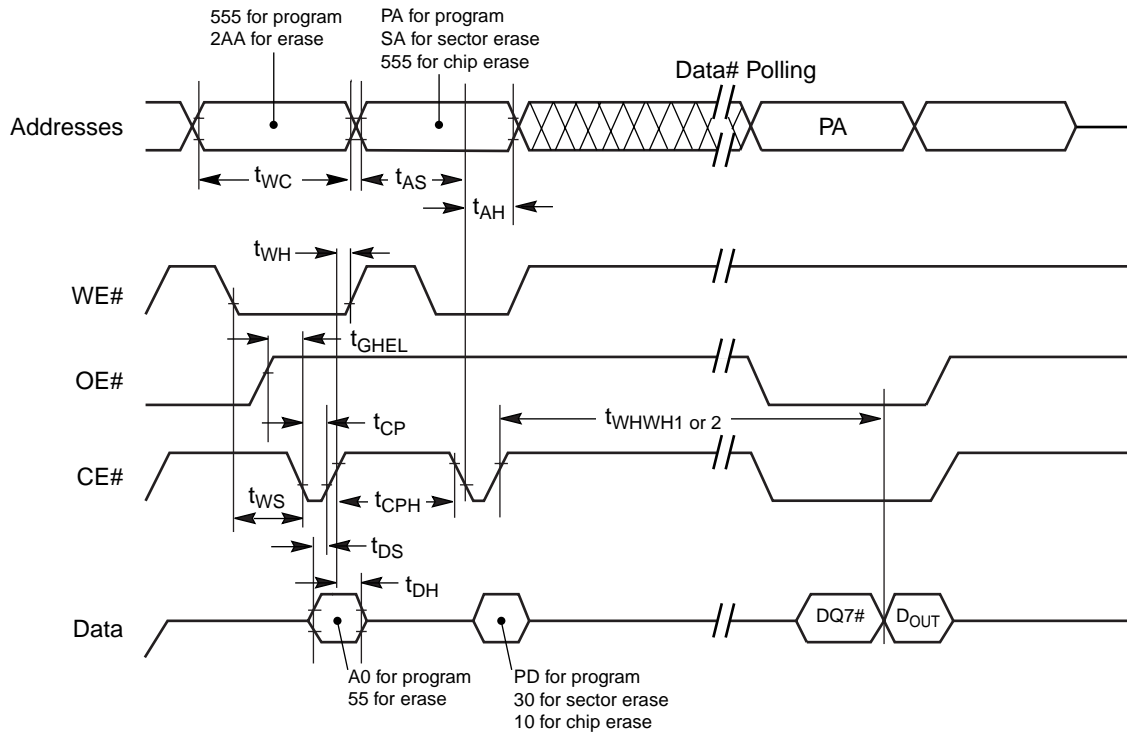 555 for program
2AA for erase
PA for program
SA for sector erase
555 for chip erase
Data# Polling
Addresses
PA
tWC
tAS
tAH
tWH
WE#
tGHEL
OE#
tWHWH1 or 2
tCP
CE#
tWS
tCPH
tDS
tDH
Data
DQ7#
DOUT
A0 for program
55 for erase
PD for program
30 for sector erase
10 for chip erase